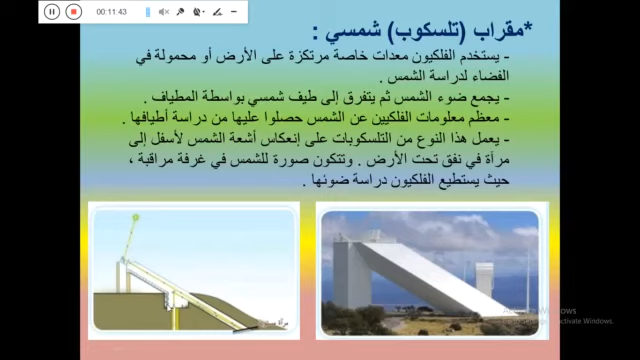 00:11:43
*مقراب (تلسكوب) شمسي :
- يستخدم الفلكيون معدات خاصة مرتكزة على الأرض أو محمولة في
الفضاء لدراسة الشمس .
- يجمع ضوء الشمس ثم يتفرق إلى طيف شمسي بواسطة المطياف .
- معظم معلومات الفلكيين عن الشمس حصلوا عليها من دراسة أطيافها .
- يعمل هذا النوع من التلسكوبات على إنعكاس أشعة الشمس لأسفل إلى
مرآة في نفق تحت الأرض . وتتكون صورة للشمس في غرفة مراقبة ،
حيث يستطيع الفلكيون دراسة ضوئها .